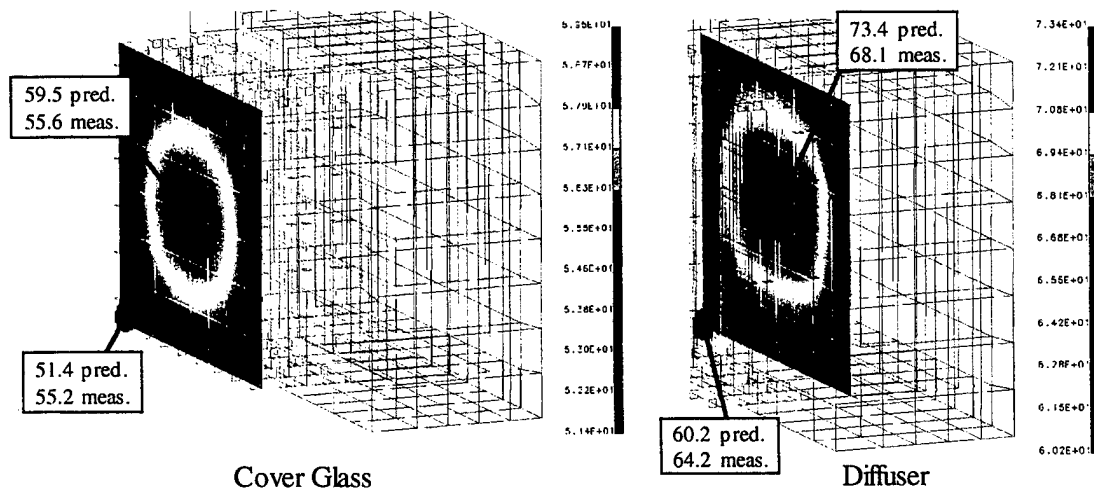 59.5 pred.
55.6 meas.
51.4 pred.
55.2 meas.
Cover Glass
5.79E+01
5.71E+01
5.63E+01
5.46E+01
5.38E+01
5.30E+01
5.22E+01
5.14E+01
73.4 pred.
68.1 meas.
60.2 pred.
64.2 meas.
Diffuser
7.34E+01
7.21E+01
7.08E+01
6.94E+01
6.81E+01
6.68E+01
6.55E+01
6.42E+01
6.28E+01
6.15E+01
6.02E+01